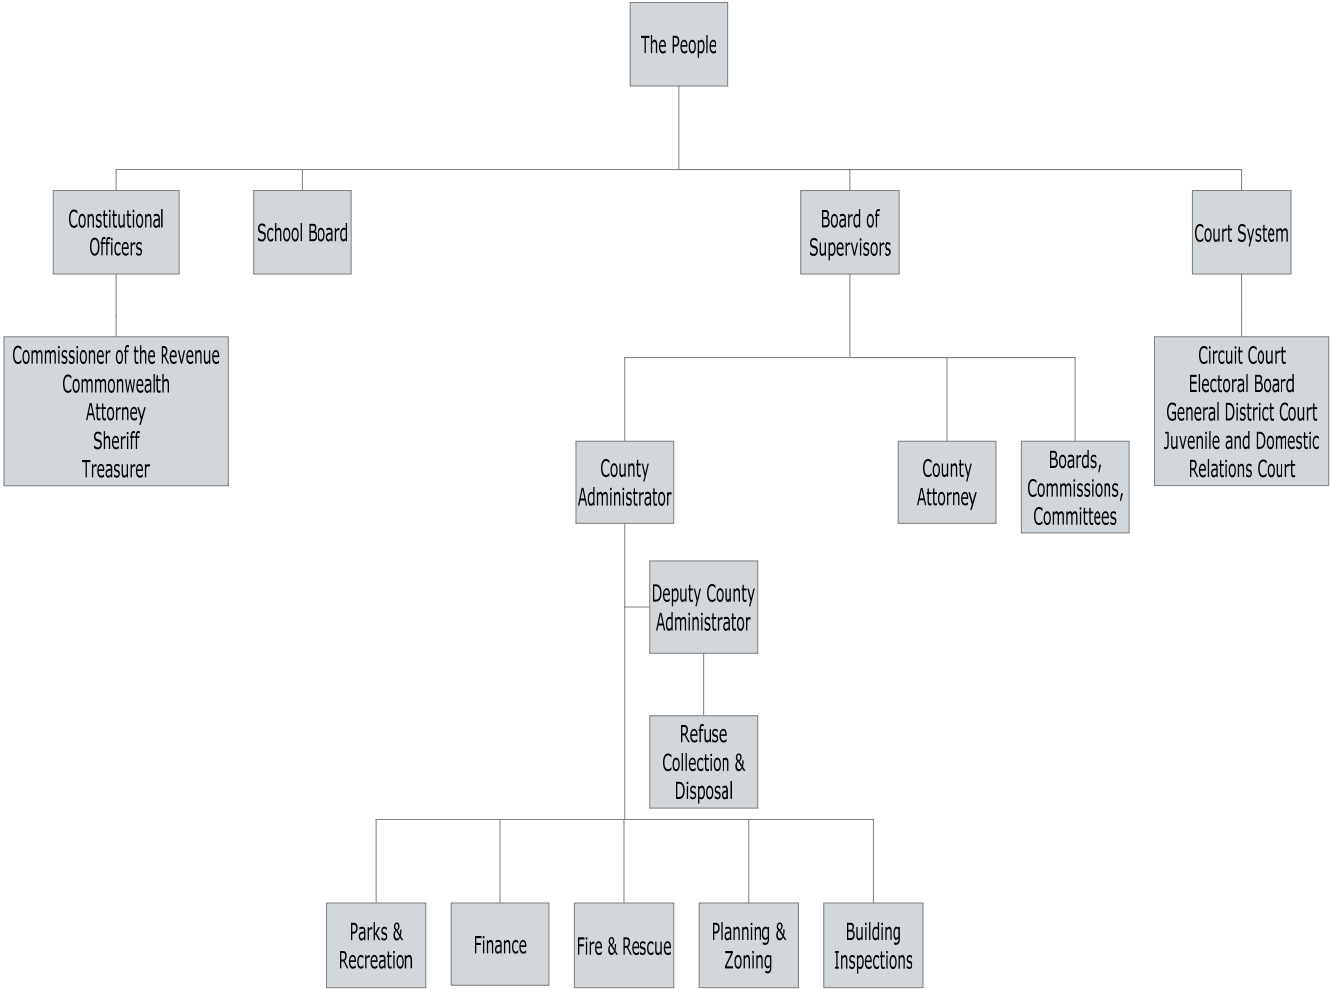 The People
Constitutional
Officers
School Board
Board of
Supervisors
Court System
Commissioner of the Revenue
Commonwealth
Attorney
Sheriff
Treasurer
Circuit Court
Electoral Board
General District Court
Juvenile and Domestic
Relations Court
County
Administrator
County
Attorney
Boards,
Commissions,
Committees
Deputy County
Administrator
Refuse
Collection &
Disposal
Parks &
Recreation
Finance
Fire & Rescue
Planning &
Zoning
Building
Inspections